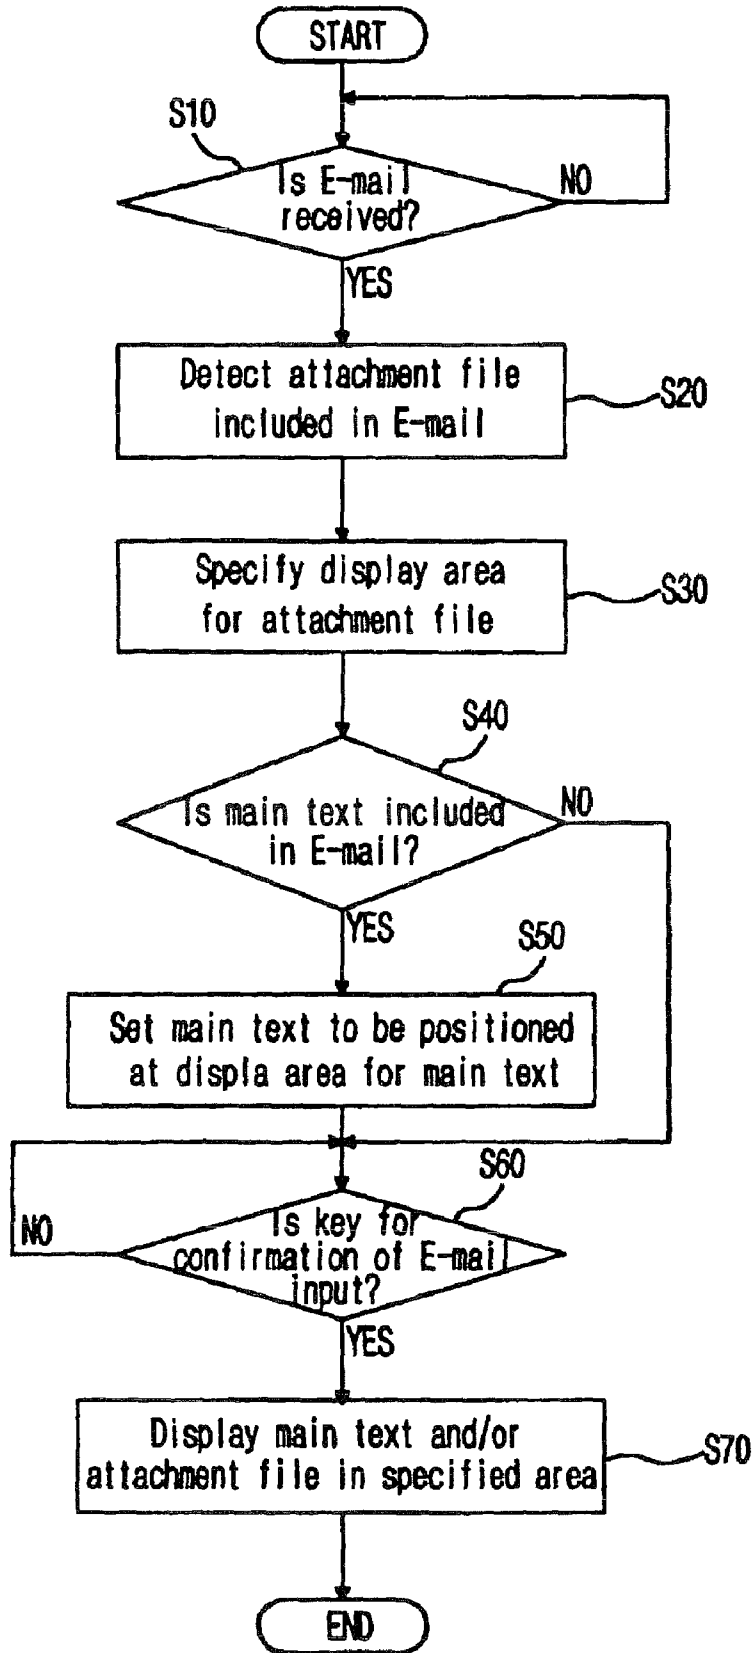 START
S10
Is E-mail
received?
NO
YES
Detect attachment file
included in E-mail
S20
Specify display area
for attachment file
S30
S40
Is main text included
in E-mail?
NO
YES
S50
Set main text to be positioned
at displa area for main text
S60
NO
Is key for
confirmation of E-mail
input?
YES
Display main text and/or
attachment file in specified area
S70
END